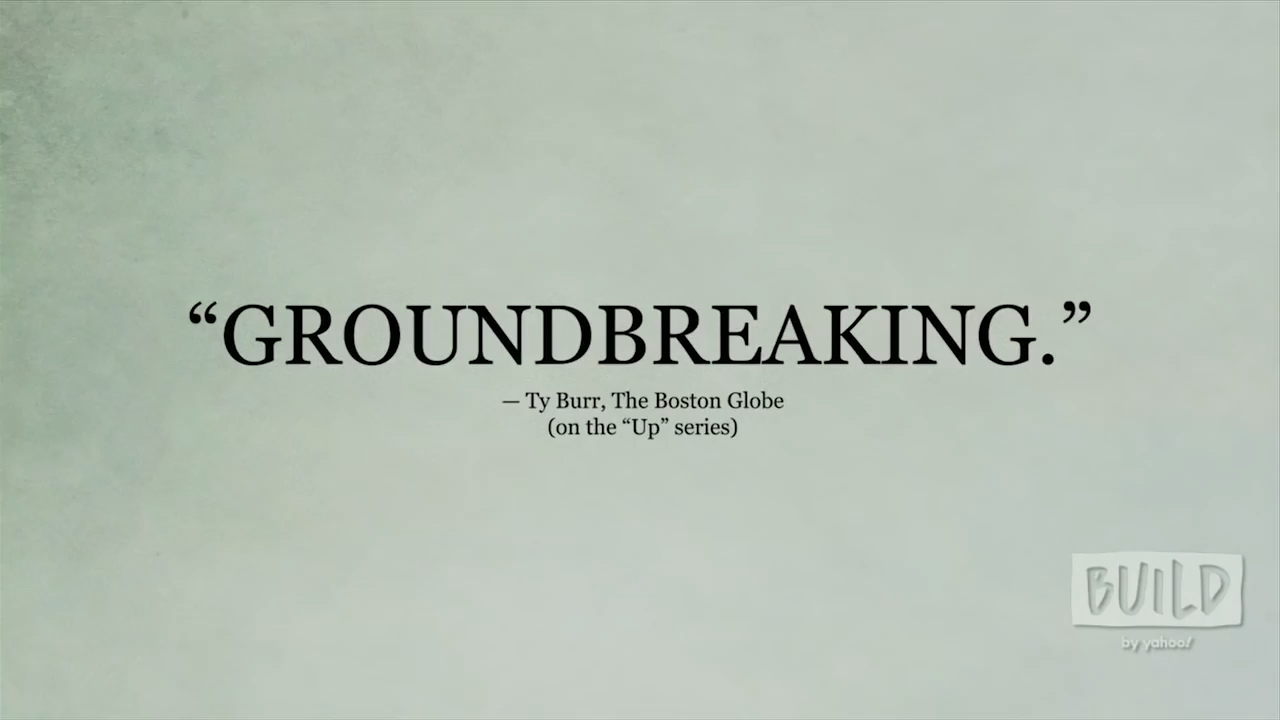 “GROUNDBREAKING.”
— Ty Burr, The Boston Globe
(on the “Up” series)
BUILD
by yahoo!